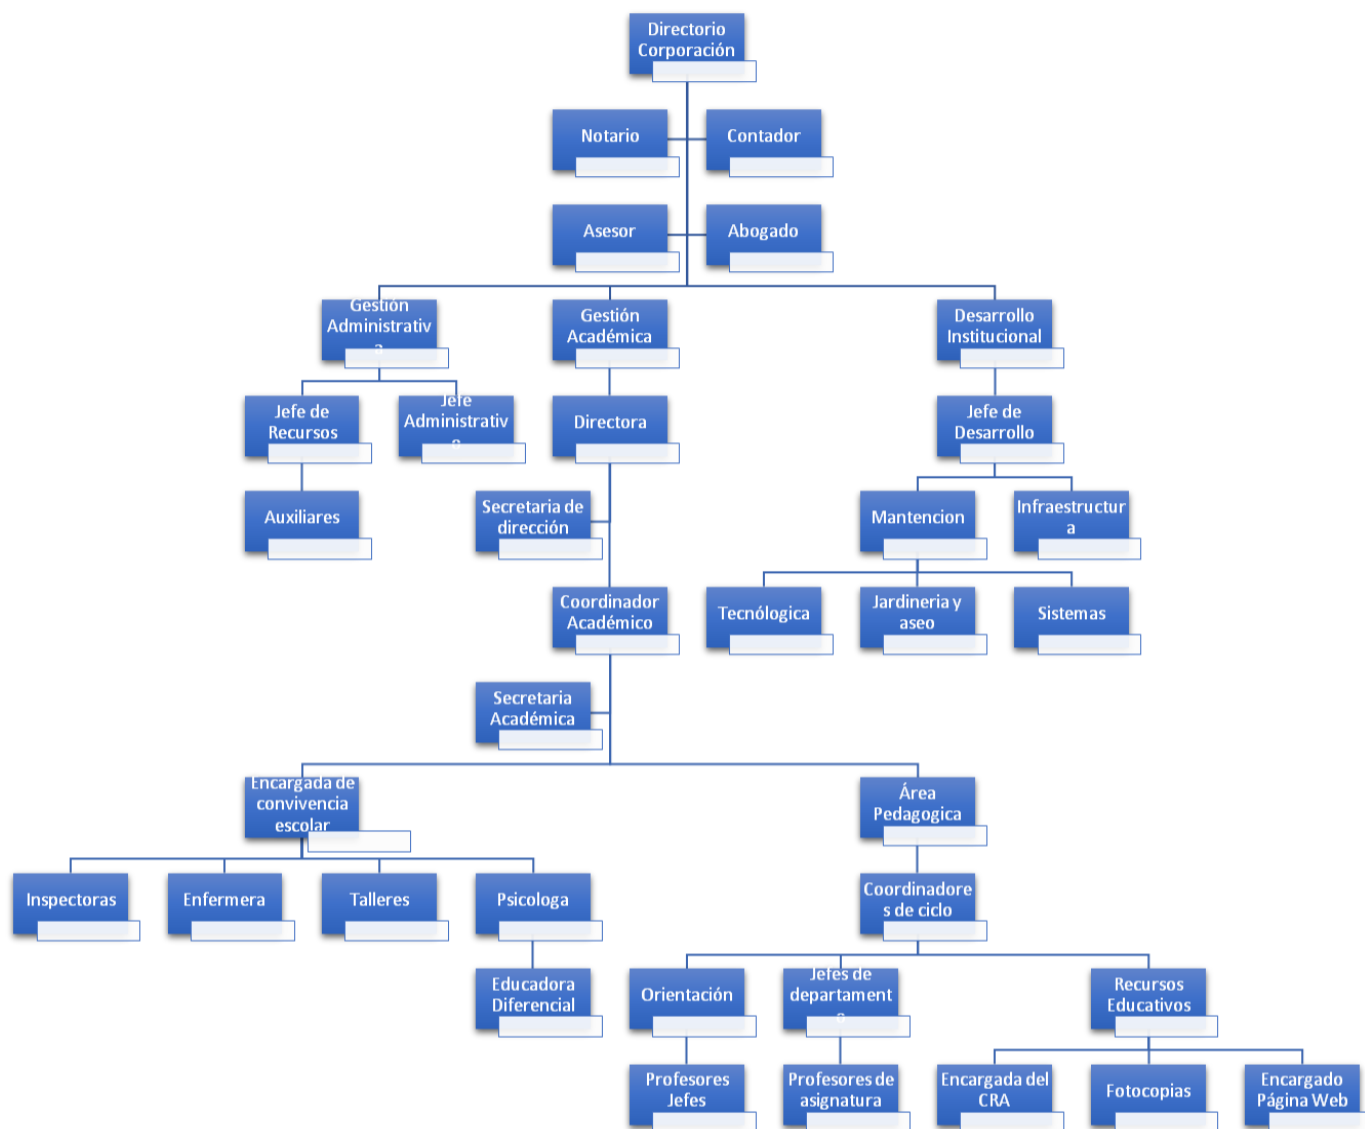 Directorio
Corporación
Notario
Contador
Asesor
Abogado
Gestión
Administrativ
a
Gestión
Académica
Desarrollo
Institucional
Jefe de
Recursos
Jefe
Administrativ
o
Directora
Jefe de
Desarrollo
Auxiliares
Secretaria de
dirección
Mantencion
Infraestructur
a
Coordinador
Académico
Tecnólogica
Jardineria y
aseo
Sistemas
Secretaria
Académica
Encargada de
convivencia
escolar
Área
Pedagogica
Inspectoras
Enfermera
Talleres
Psicologa
Coordinadore
s de ciclo
Educadora
Diferencial
Orientación
Jefes de
departament
o
Recursos
Educativos
Profesores
Jefes
Profesores de
asignatura
Encargada del
CRA
Fotocopias
Encargado
Página Web